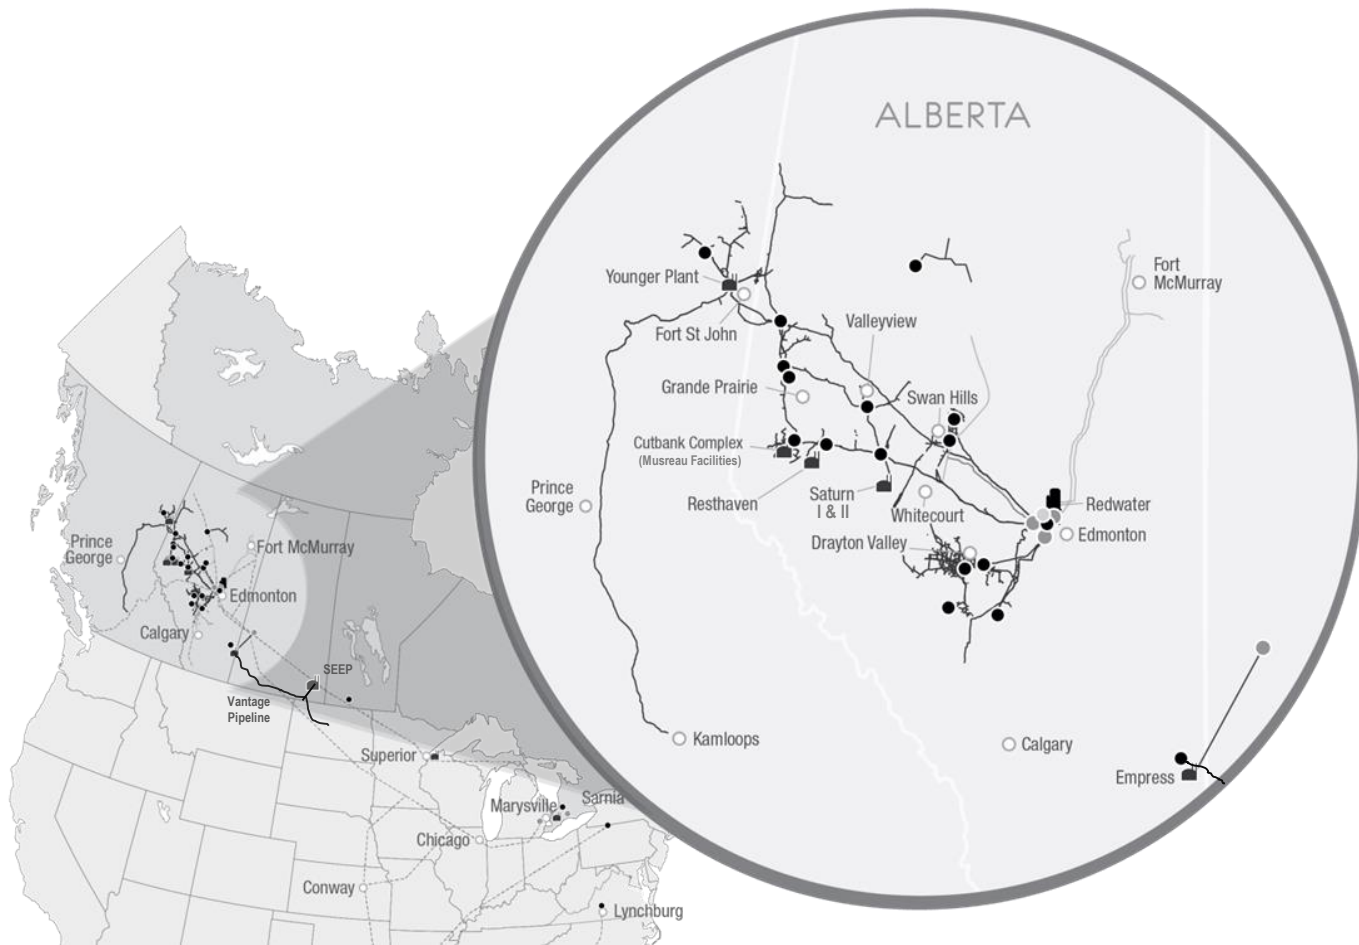 ALBERTA
Fort
McMurray
Younger Plant
Fort St John
Valleyview
Grande Prairie
Swan Hills
Cutbank Complex
(Musreau Facilities)
Resthaven
Saturn
I & II
Whitecourt
Prince
George
Redwater
Edmonton
Drayton Valley
Kamloops
Calgary
Empress
Prince
George
Fort McMurray
Edmonton
Calgary
SEEP
Vantage
Pipeline
Superior
Marysville
Sarnia
Chicago
Conway
Lynchburg